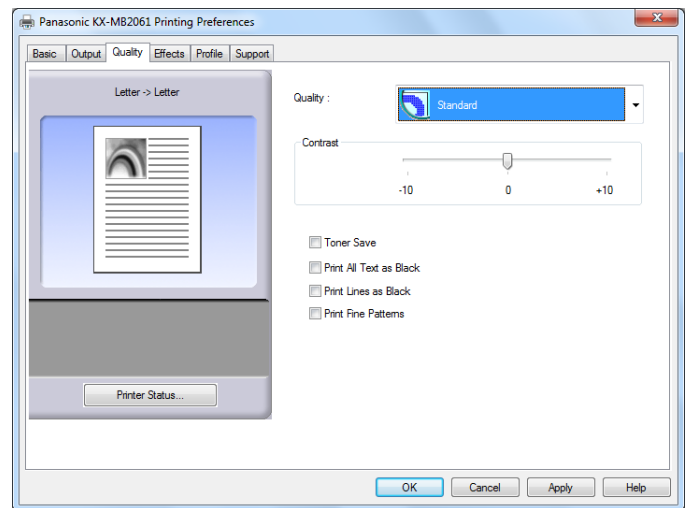 Panasonic KX-MB2061 Printing Preferences
Basic Output Quality Effects Profile Support
Letter -> Letter
Quality : Standard
Contrast
-10 0 +10
Toner Save
Print All Text as Black
Print Lines as Black
Print Fine Patterns
Printer Status...
OK Cancel Apply Help